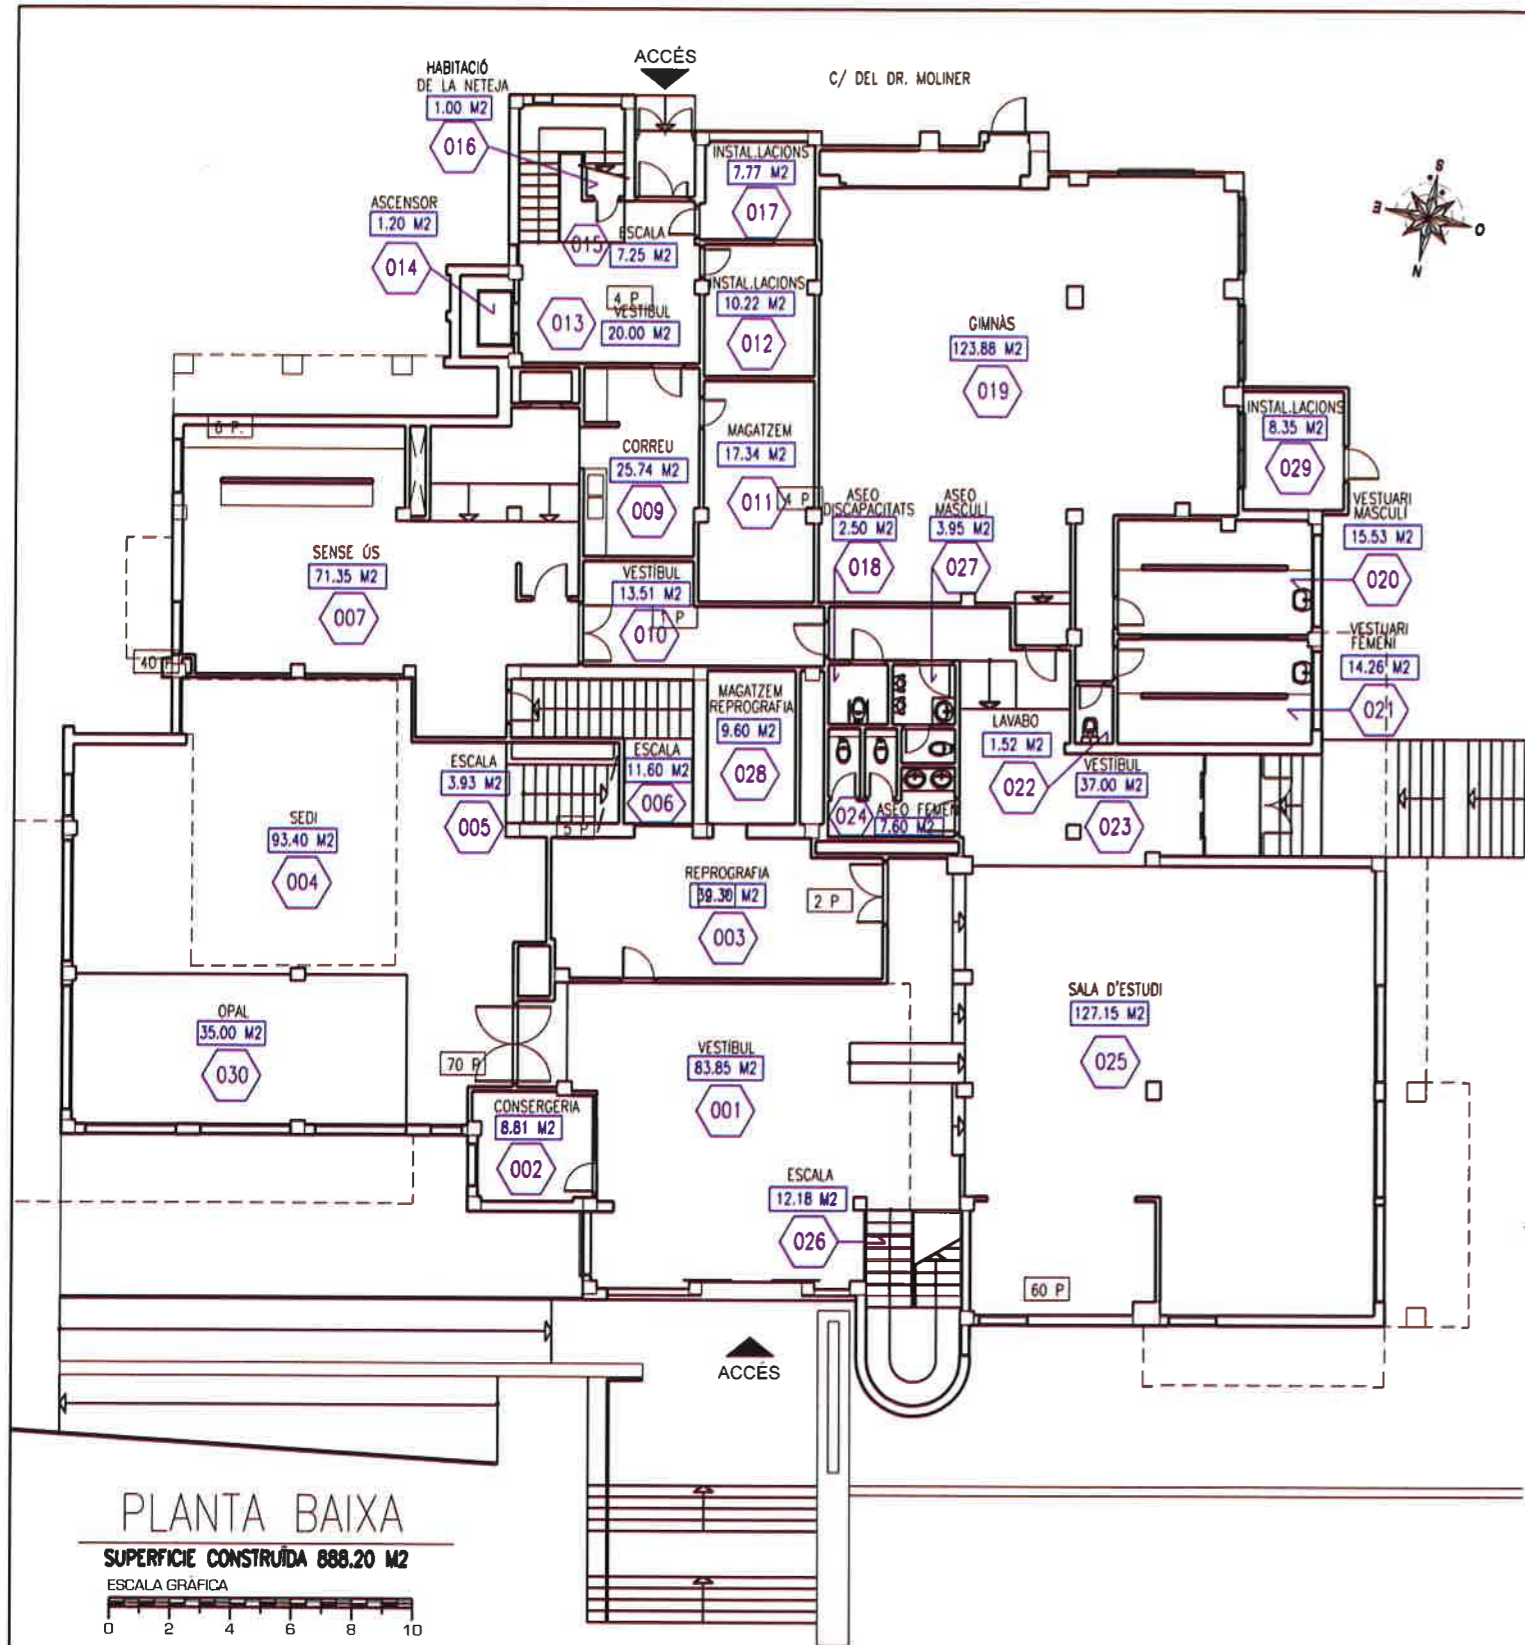 ACCÉS
C/ DEL DR. MOLINER
HABITACIÓ
DE LA NETEJA
1.00 M2
016
INSTAL.LACIONS
7.77 M2
017
S
E
O
N
ASCENSOR
1.20 M2
014
ESCALA
7.25 M2
015
4 P
VESTÍBUL
20.00 M2
013
INSTAL.LACIONS
10.22 M2
012
GIMNÀS
123.88 M2
019
INSTAL.LACIONS
8.35 M2
029
CORREU
25.74 M2
009
MAGATZEM
17.34 M2
011
4 P
ASEO
DISCAPACITATS
2.50 M2
018
ASEO
MASCULÍ
3.95 M2
027
VESTUARI
MASCULÍ
15.53 M2
020
6 P.
SENSE ÚS
71.35 M2
007
VESTÍBUL
13.51 M2
010
1 P
VESTUARI
FEMENÍ
14.26 M2
021
MAGATZEM
REPROGRAFIA
9.60 M2
028
LAVABO
1.52 M2
022
ESCALA
3.93 M2
005
ESCALA
11.60 M2
006
5 P
024
7.60 M2
VESTÍBUL
37.00 M2
023
SEDI
93.40 M2
004
REPROGRAFIA
39.30 M2
003
2 P
SALA D'ESTUDI
127.15 M2
025
OPAL
35.00 M2
030
70 P
VESTÍBUL
83.85 M2
001
CONSERGERIA
8.81 M2
002
ESCALA
12.18 M2
026
60 P
ACCÉS
PLANTA BAIXA
SUPERFICIE CONSTRUÏDA 888.20 M2
ESCALA GRÀFICA
0 2 4 6 8 10